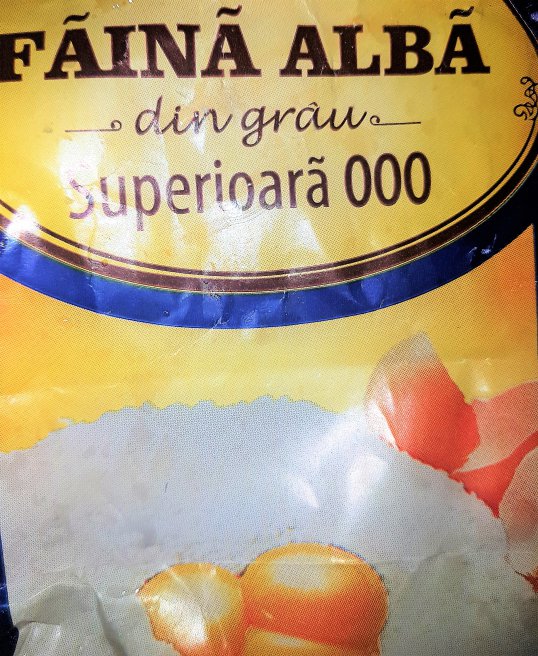 FÃINÃ ALBÃ
din grâu
Superioarã 000